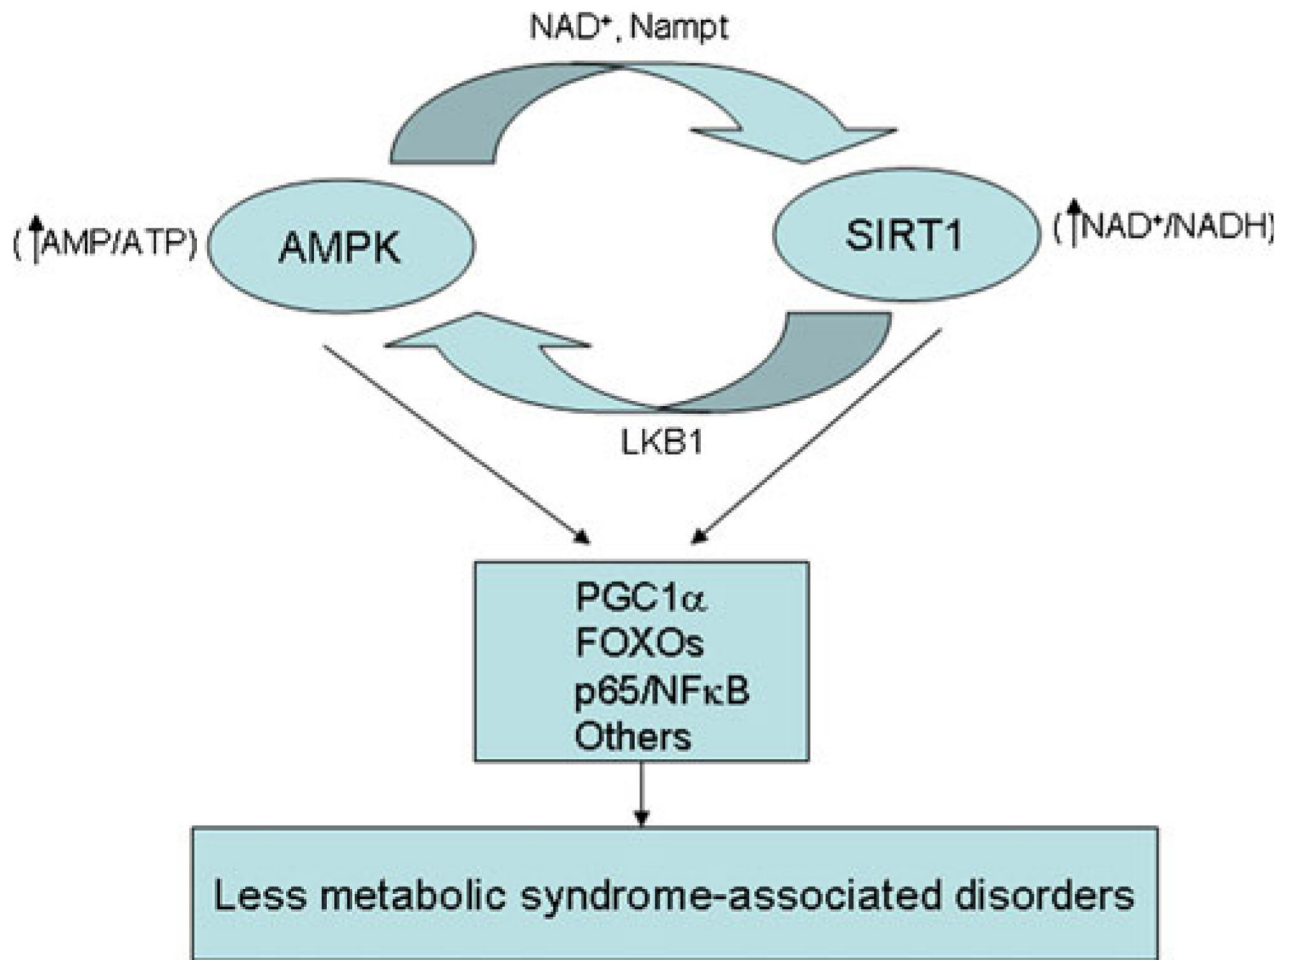 NAD⁺, Nampt
(↑AMP/ATP)
AMPK
SIRT1
(↑NAD⁺/NADH)
LKB1
PGC1α
FOXOs
p65/NFκB
Others
Less metabolic syndrome-associated disorders